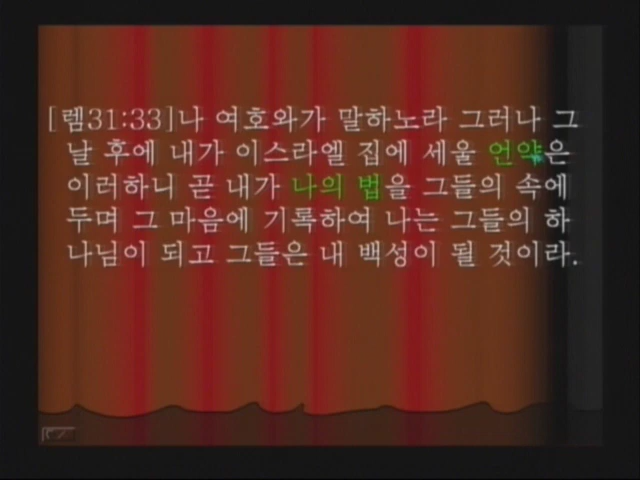 [렘31:33]나 여호와가 말하노라 그러나 그
날 후에 내가 이스라엘 집에 세울 언약은
이러하니 곧 내가 나의 법을 그들의 속에
두며 그 마음에 기록하여 나는 그들의 하
나님이 되고 그들은 내 백성이 될 것이라.